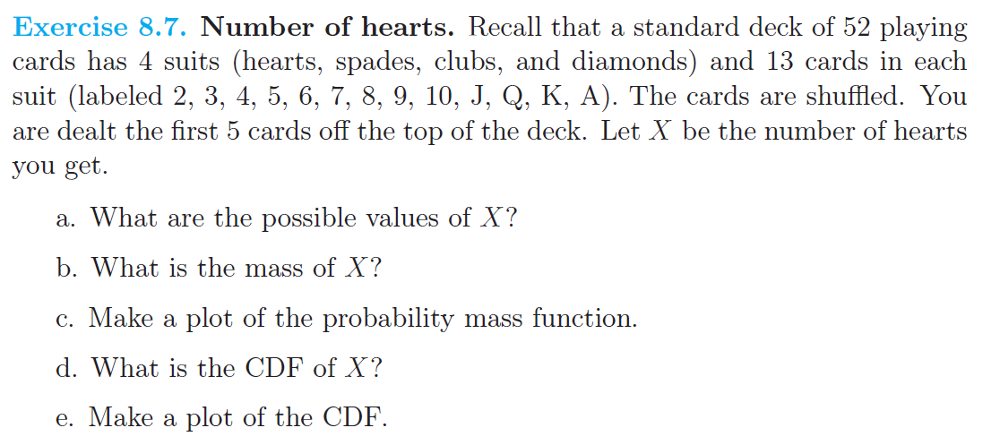 Exercise 8.7. Number of hearts. Recall that a standard deck of 52 playing
cards has 4 suits (hearts, spades, clubs, and diamonds) and 13 cards in each
suit (labeled 2, 3, 4, 5, 6, 7, 8, 9, 10, J, Q, K, A). The cards are shuffled. You
are dealt the first 5 cards off the top of the deck. Let X be the number of hearts
you get.
a. What are the possible values of X?
b. What is the mass of X?
c. Make a plot of the probability mass function.
d. What is the CDF of X?
e. Make a plot of the CDF.